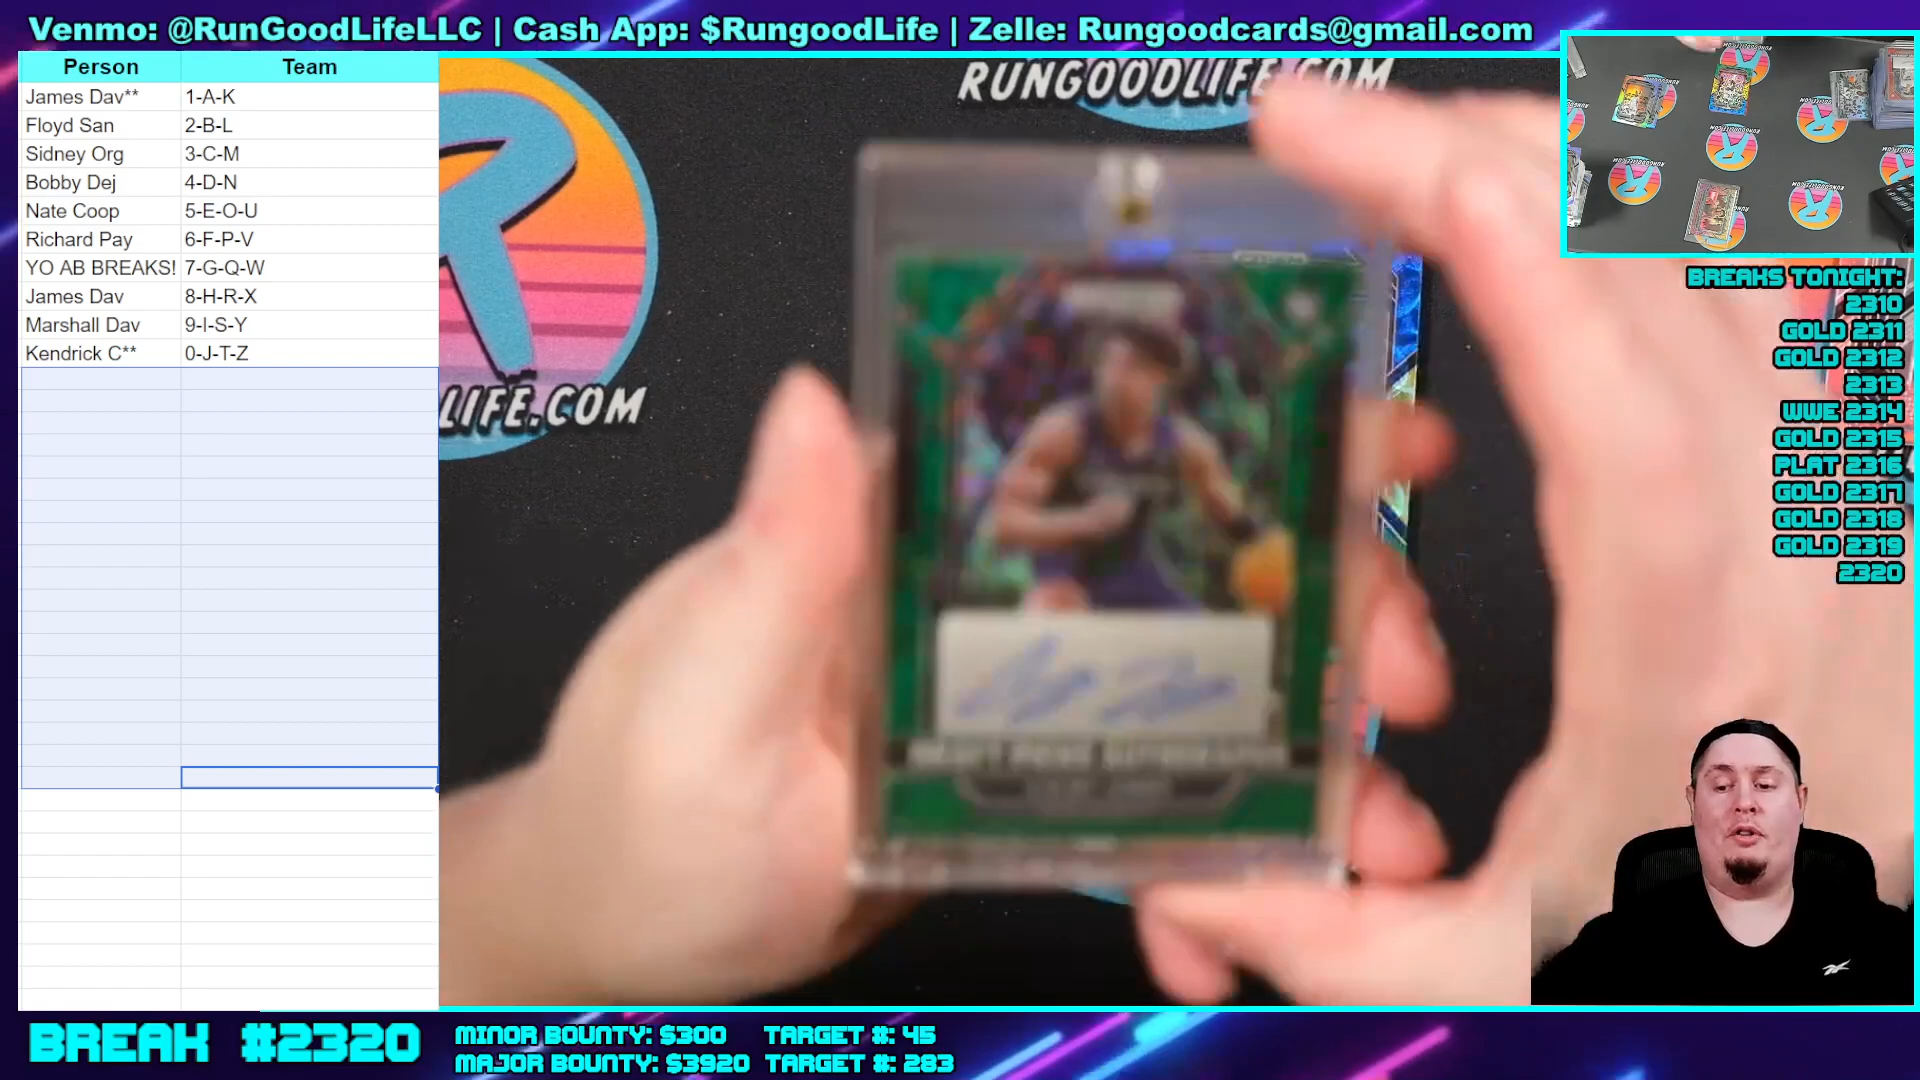 Venmo: @RunGoodLifeLLC | Cash App: $RungoodLife | Zelle: Rungoodcards@gmail.com
Person Team
James Dav** 1-A-K
Floyd San 2-B-L
Sidney Org 3-C-M
Bobby Dej 4-D-N
Nate Coop 5-E-O-U
Richard Pay 6-F-P-V
YO AB BREAKS! 7-G-Q-W
James Dav 8-H-R-X
Marshall Dav 9-I-S-Y
Kendrick C** 0-J-T-Z
RUNGOODLIFE.COM
LIFE.COM
BREAKS TONIGHT:
2310
GOLD 2311
GOLD 2312
2313
WWE 2314
GOLD 2315
PLAT 2316
GOLD 2317
GOLD 2318
GOLD 2319
2320
BREAK #2320
MINOR BOUNTY: $300 TARGET #: 45
MAJOR BOUNTY: $3920 TARGET #: 283